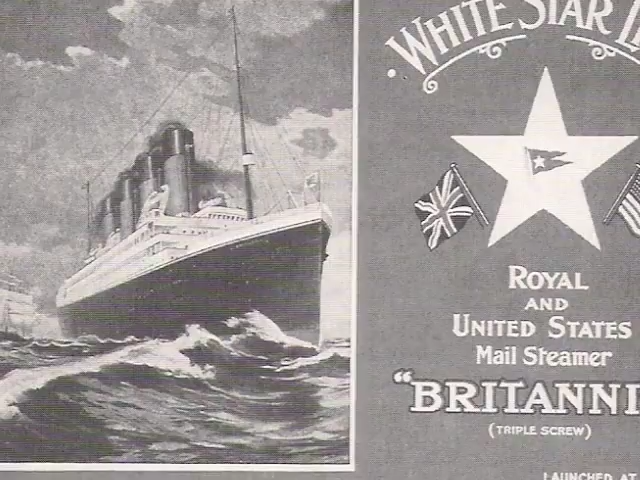 WHITE STAR LI
ROYAL
AND
UNITED STATES
Mail Steamer
"BRITANNI
(TRIPLE SCREW)
LAUNCHED AT